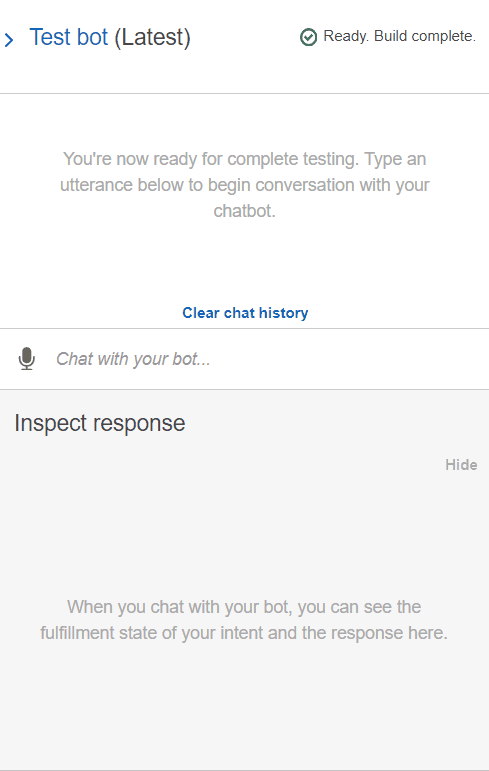 Test bot (Latest)
Ready. Build complete.
You're now ready for complete testing. Type an
utterance below to begin conversation with your
chatbot.
Clear chat history
Chat with your bot...
Inspect response
Hide
When you chat with your bot, you can see the
fulfillment state of your intent and the response here.